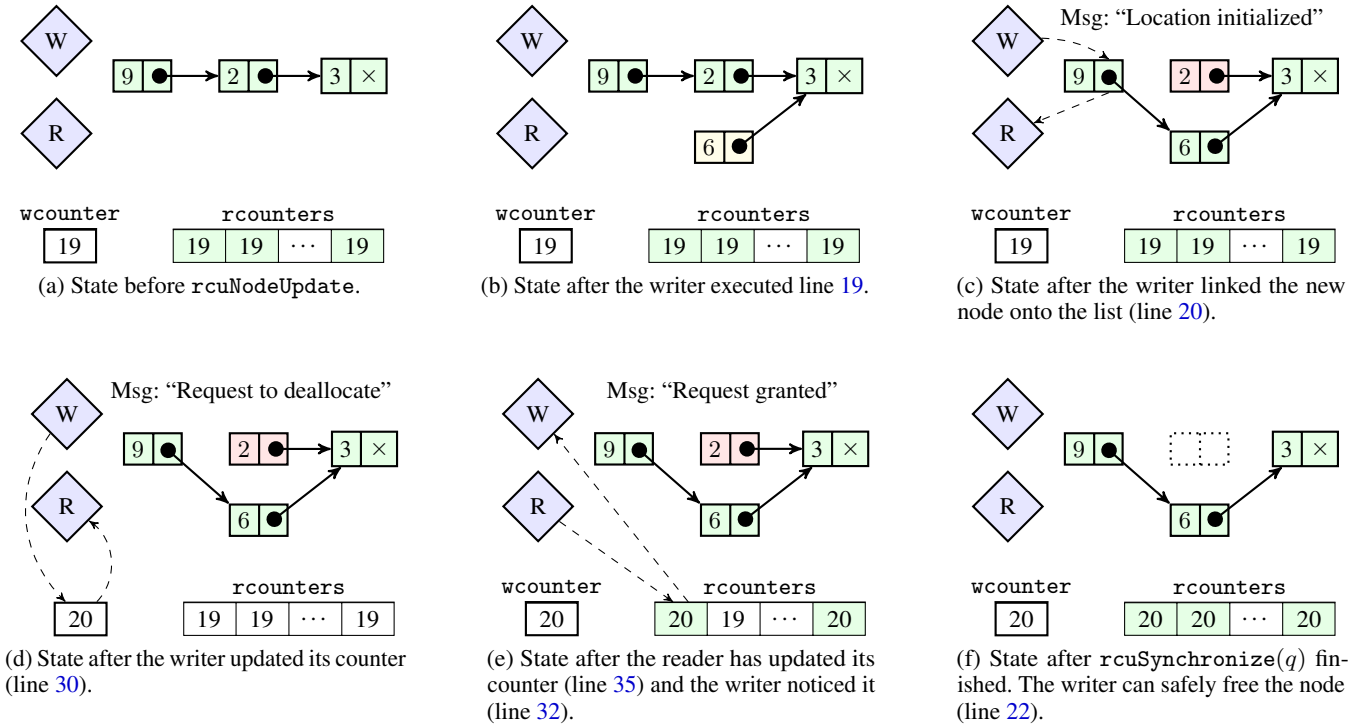 W
9 2 3 ×
R
wcounter rcounters
19 19 19 ··· 19
(a) State before rcuNodeUpdate.
W
9 2 3 ×
R
6
wcounter rcounters
19 19 19 ··· 19
(b) State after the writer executed line 19.
Msg: “Location initialized”
W
9 2 3 ×
R
6
wcounter rcounters
19 19 19 ··· 19
(c) State after the writer linked the new
node onto the list (line 20).
Msg: “Request to deallocate”
W
9 2 3 ×
R
6
rcounters
20 19 19 ··· 19
(d) State after the writer updated its counter
(line 30).
Msg: “Request granted”
W
9 2 3 ×
R
6
wcounter rcounters
20 20 19 ··· 20
(e) State after the reader has updated its
counter (line 35) and the writer noticed it
(line 32).
W
9 3 ×
R
6
wcounter rcounters
20 20 20 ··· 20
(f) State after rcuSynchronize(q) fin-
ished. The writer can safely free the node
(line 22).